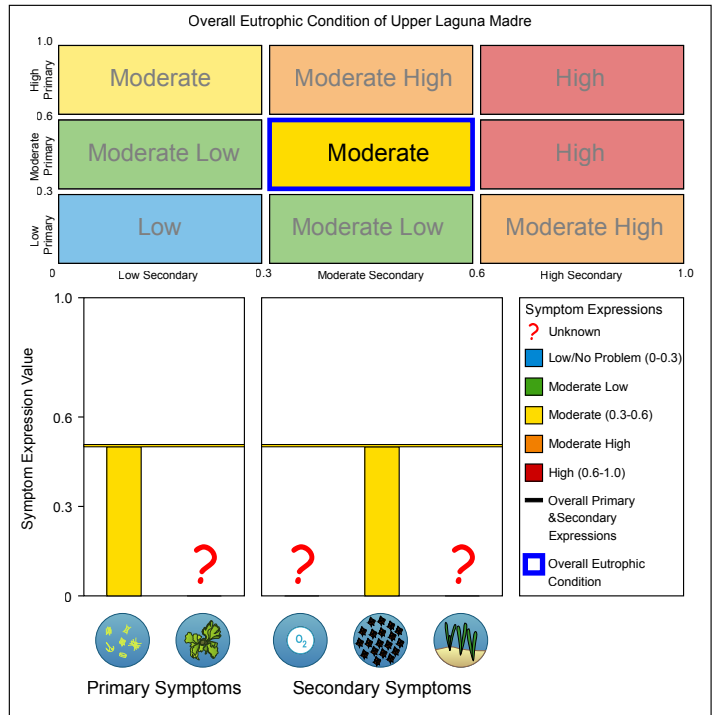 Overall Eutrophic Condition of Upper Laguna Madre
1.0
High
Primary
Moderate
Moderate High
High
0.6
Moderate
Primary
Moderate Low
Moderate
High
0.3
Low
Primary
Low
Moderate Low
Moderate High
0
Low Secondary
0.3
Moderate Secondary
0.6
High Secondary
1.0
Symptom Expression Value
1.0
0.6
0.3
0
?
?
?
O2
Primary Symptoms
Secondary Symptoms
Symptom Expressions
? Unknown
Low/No Problem (0-0.3)
Moderate Low
Moderate (0.3-0.6)
Moderate High
High (0.6-1.0)
Overall Primary
&Secondary
Expressions
Overall Eutrophic
Condition